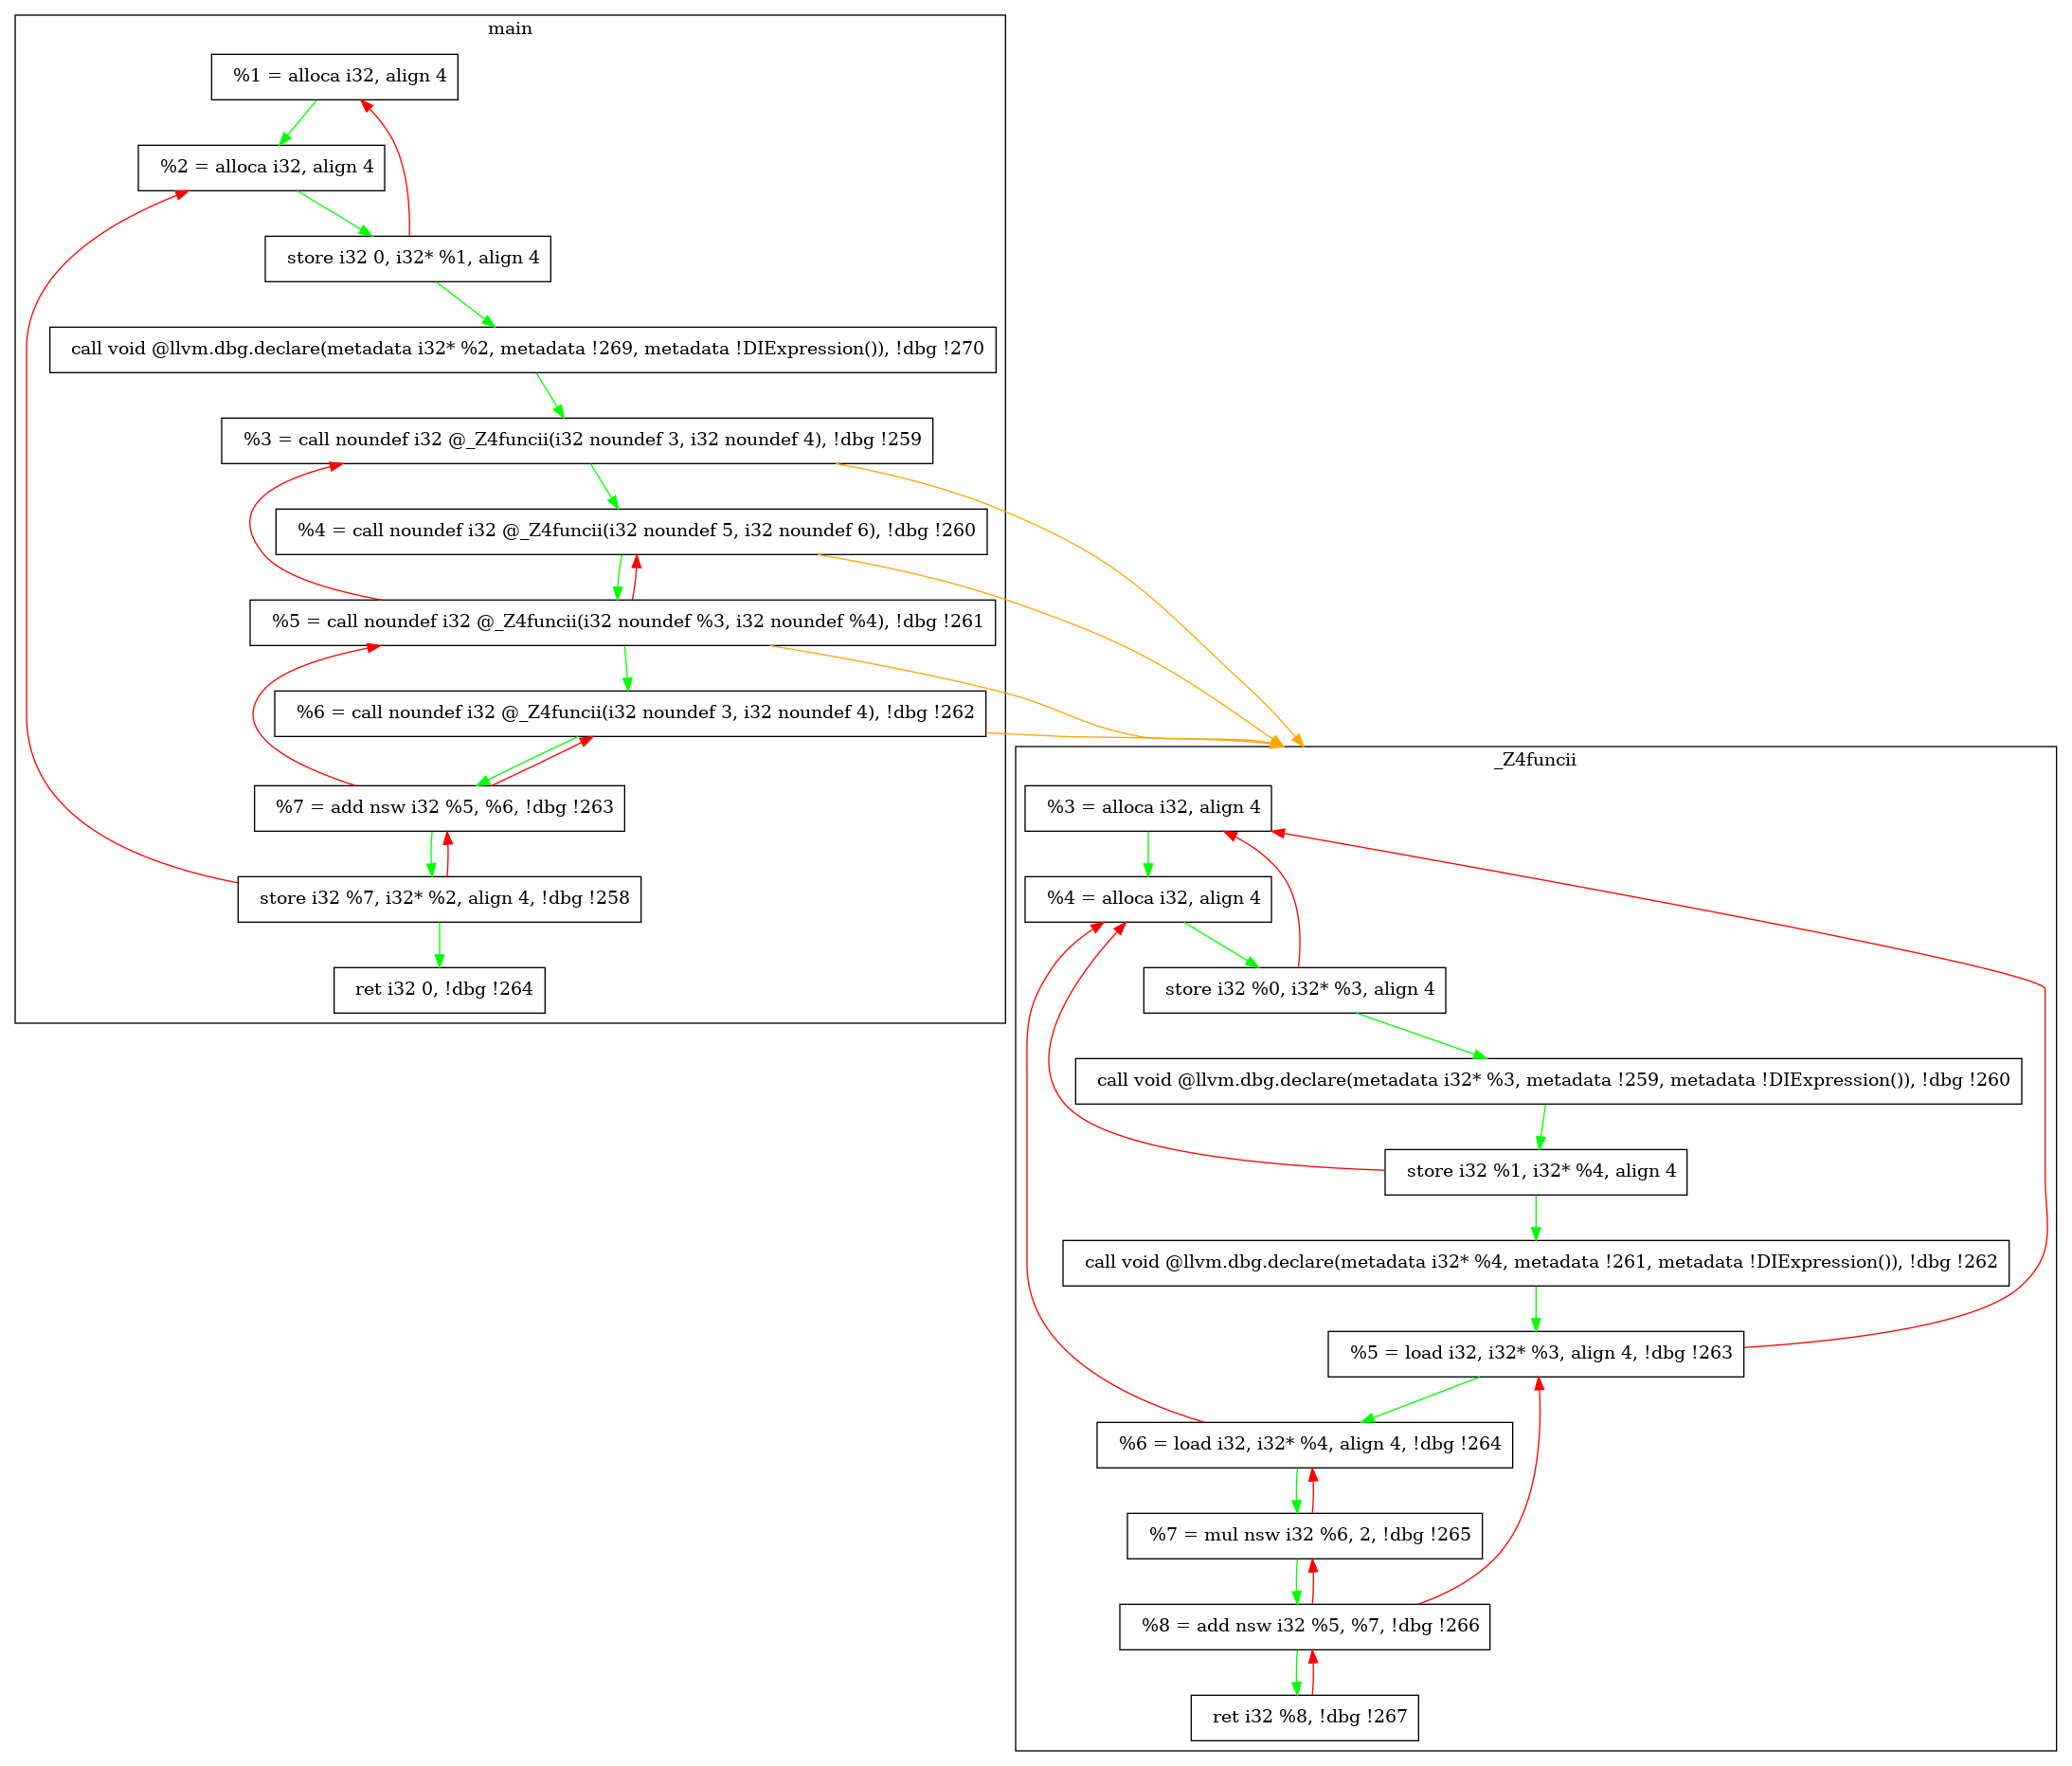 main
%1 = alloca i32, align 4
%2 = alloca i32, align 4
store i32 0, i32* %1, align 4
call void @llvm.dbg.declare(metadata i32* %2, metadata !269, metadata !DIExpression()), !dbg !270
%3 = call noundef i32 @_Z4funcii(i32 noundef 3, i32 noundef 4), !dbg !259
%4 = call noundef i32 @_Z4funcii(i32 noundef 5, i32 noundef 6), !dbg !260
%5 = call noundef i32 @_Z4funcii(i32 noundef %3, i32 noundef %4), !dbg !261
%6 = call noundef i32 @_Z4funcii(i32 noundef 3, i32 noundef 4), !dbg !262
%7 = add nsw i32 %5, %6, !dbg !263
store i32 %7, i32* %2, align 4, !dbg !258
ret i32 0, !dbg !264
_Z4funcii
%3 = alloca i32, align 4
%4 = alloca i32, align 4
store i32 %0, i32* %3, align 4
call void @llvm.dbg.declare(metadata i32* %3, metadata !259, metadata !DIExpression()), !dbg !260
store i32 %1, i32* %4, align 4
call void @llvm.dbg.declare(metadata i32* %4, metadata !261, metadata !DIExpression()), !dbg !262
%5 = load i32, i32* %3, align 4, !dbg !263
%6 = load i32, i32* %4, align 4, !dbg !264
%7 = mul nsw i32 %6, 2, !dbg !265
%8 = add nsw i32 %5, %7, !dbg !266
ret i32 %8, !dbg !267